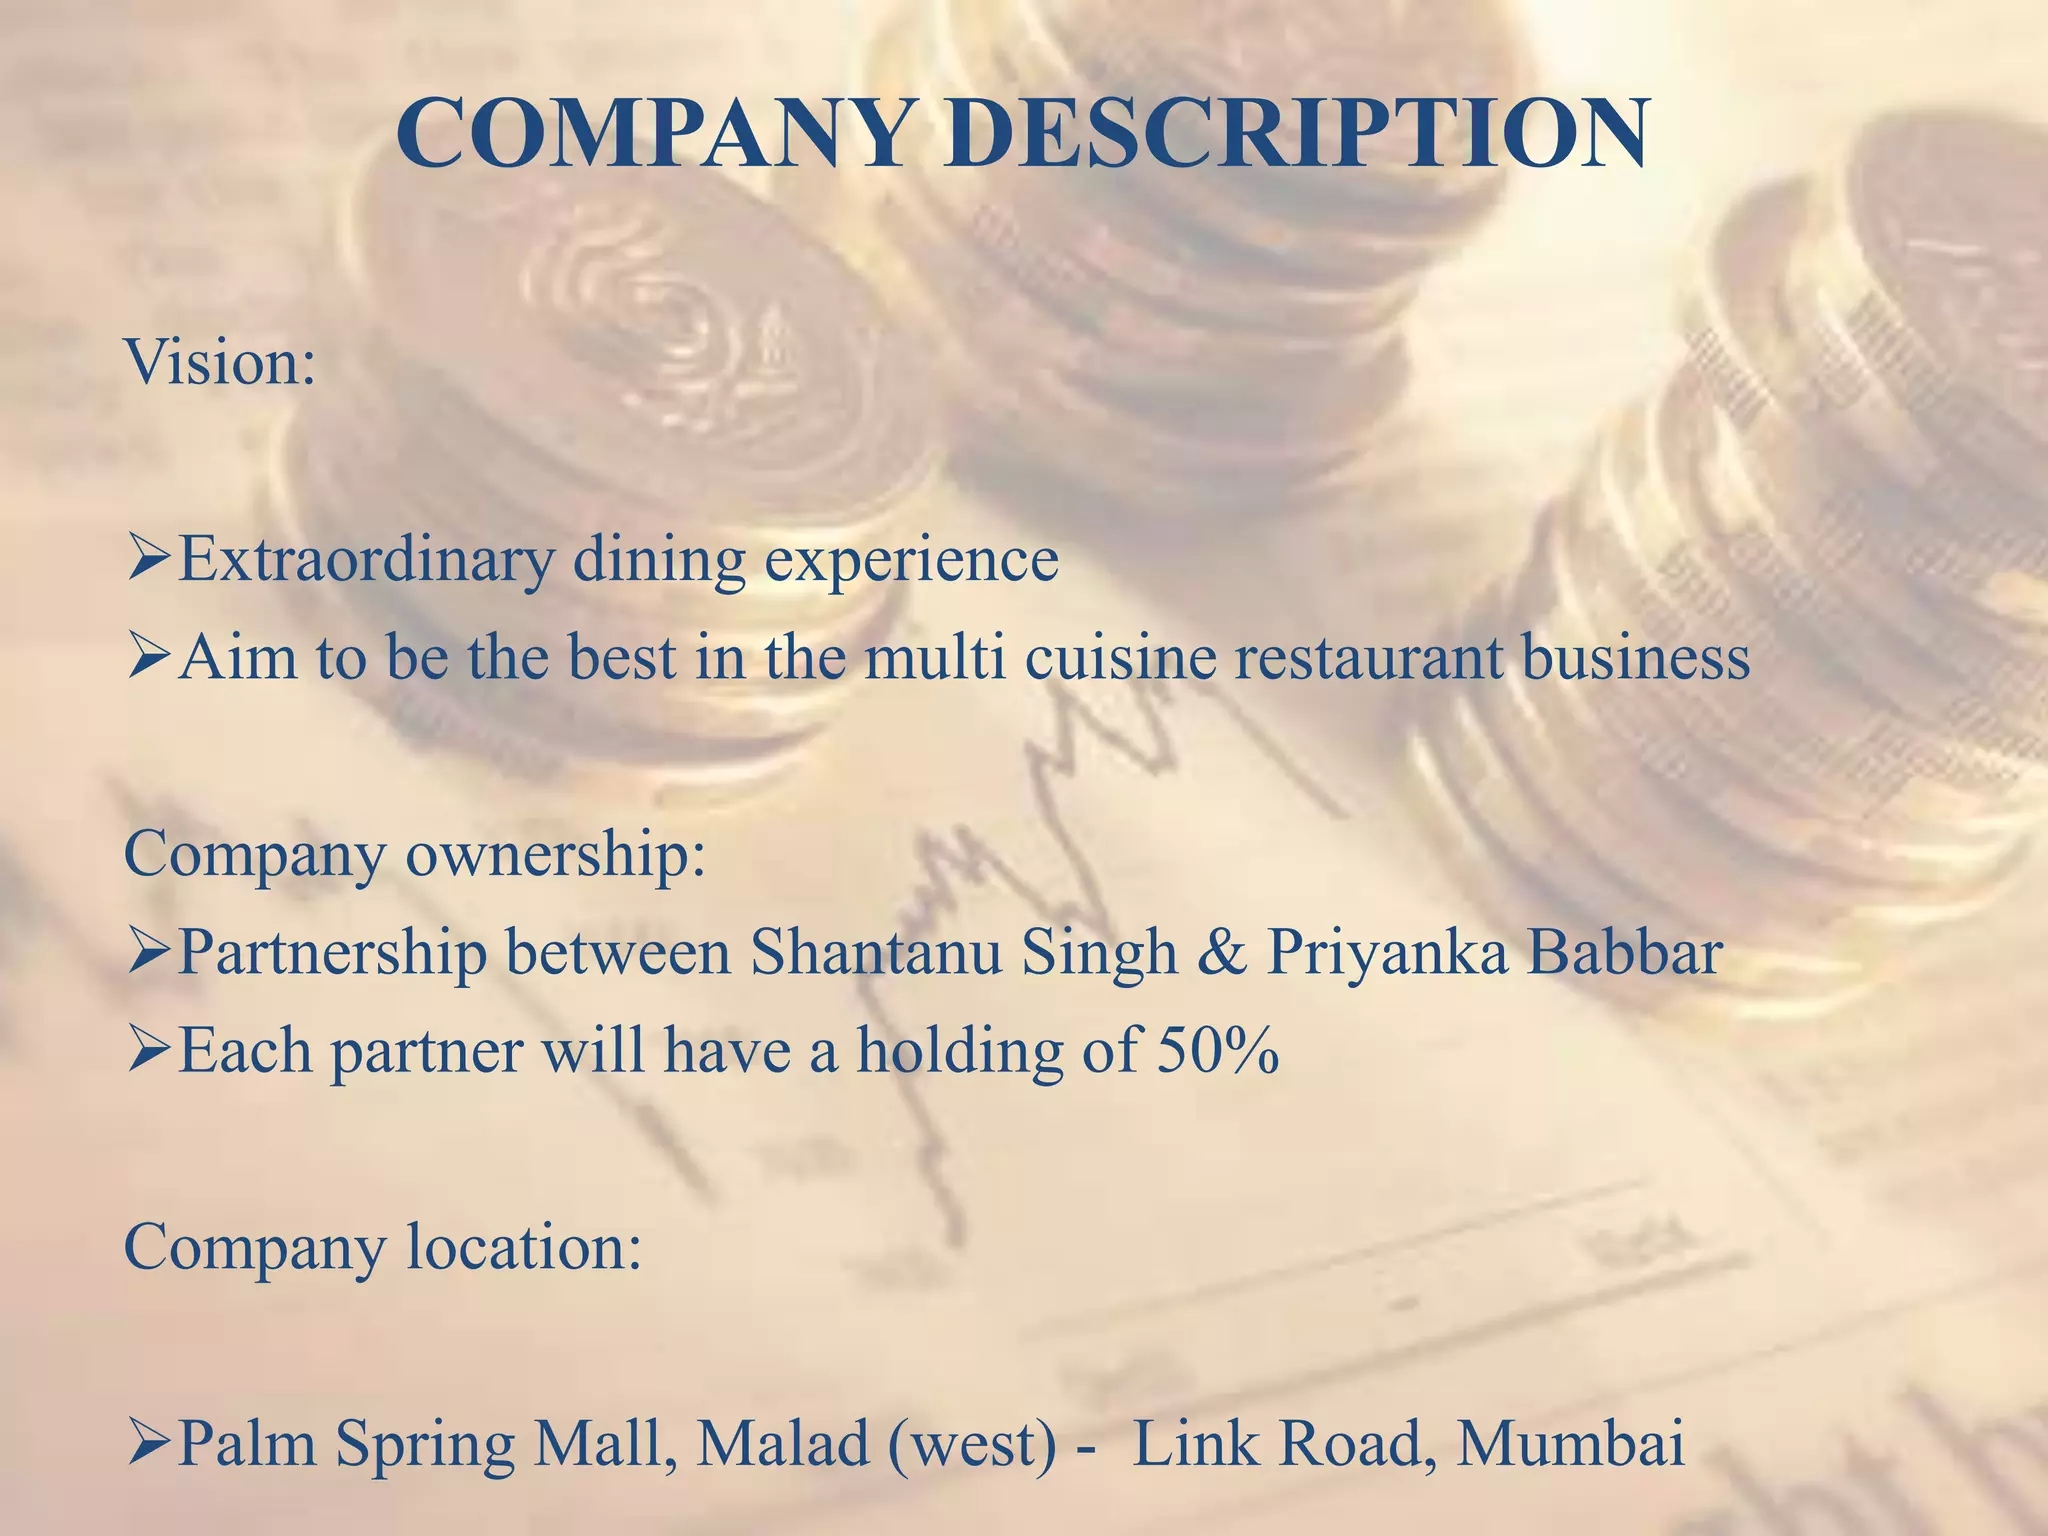 COMPANY DESCRIPTION
Vision:
➢Extraordinary dining experience
➢Aim to be the best in the multi cuisine restaurant business
Company ownership:
➢Partnership between Shantanu Singh & Priyanka Babbar
➢Each partner will have a holding of 50%
Company location:
➢Palm Spring Mall, Malad (west) -  Link Road, Mumbai